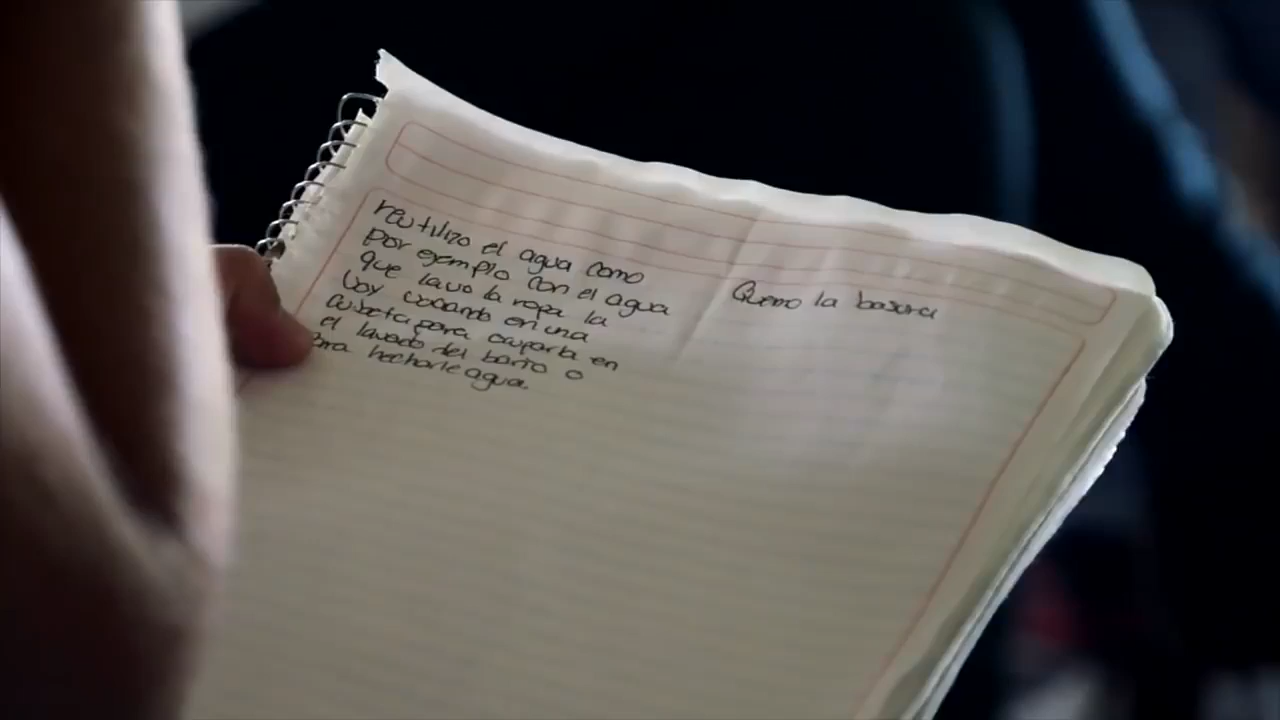 reutilizo el agua como
por ejemplo con el agua
que lavo la ropa la
voy vaciando en una
cubeta para ocuparla en
el lavado del baño o
para hecharle agua.
Quemo la basura